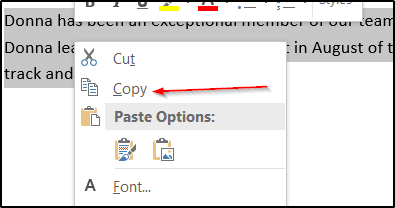 Donna has been an exceptional member of our team
Donna lea t in August of t
track and
Styles
Cut
Copy
Paste Options:
A Font...